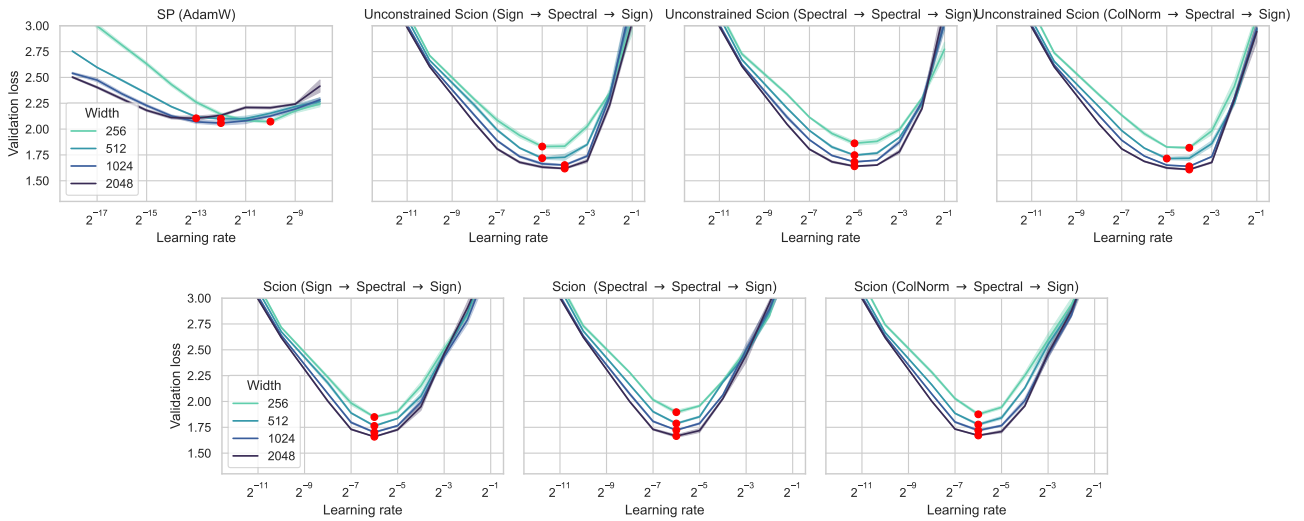 SP (AdamW)
Unconstrained Scion (Sign → Spectral → Sign)
Unconstrained Scion (Spectral → Spectral → Sign)
Unconstrained Scion (ColNorm → Spectral → Sign)
3.00
2.75
2.50
2.25
2.00
1.75
1.50
Validation loss
Width
256
512
1024
2048
2⁻¹⁷ 2⁻¹⁵ 2⁻¹³ 2⁻¹¹ 2⁻⁹
2⁻¹¹ 2⁻⁹ 2⁻⁷ 2⁻⁵ 2⁻³ 2⁻¹
2⁻¹¹ 2⁻⁹ 2⁻⁷ 2⁻⁵ 2⁻³ 2⁻¹
2⁻¹¹ 2⁻⁹ 2⁻⁷ 2⁻⁵ 2⁻³ 2⁻¹
Learning rate
Learning rate
Learning rate
Learning rate
Scion (Sign → Spectral → Sign)
Scion (Spectral → Spectral → Sign)
Scion (ColNorm → Spectral → Sign)
3.00
2.75
2.50
2.25
2.00
1.75
1.50
Validation loss
Width
256
512
1024
2048
2⁻¹¹ 2⁻⁹ 2⁻⁷ 2⁻⁵ 2⁻³ 2⁻¹
2⁻¹¹ 2⁻⁹ 2⁻⁷ 2⁻⁵ 2⁻³ 2⁻¹
2⁻¹¹ 2⁻⁹ 2⁻⁷ 2⁻⁵ 2⁻³ 2⁻¹
Learning rate
Learning rate
Learning rate